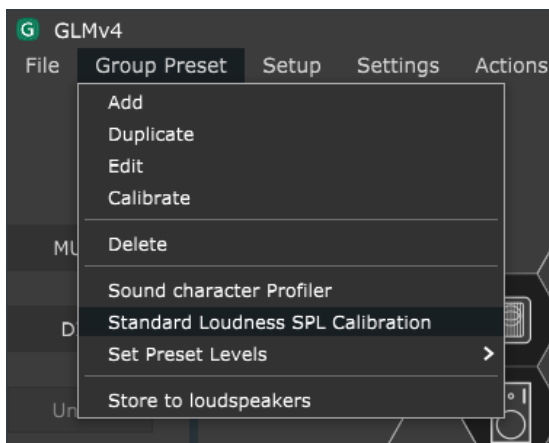 G GLMv4
File Group Preset Setup Settings Actions
Add
Duplicate
Edit
Calibrate
Delete
Sound character Profiler
Standard Loudness SPL Calibration
Set Preset Levels
Store to loudspeakers